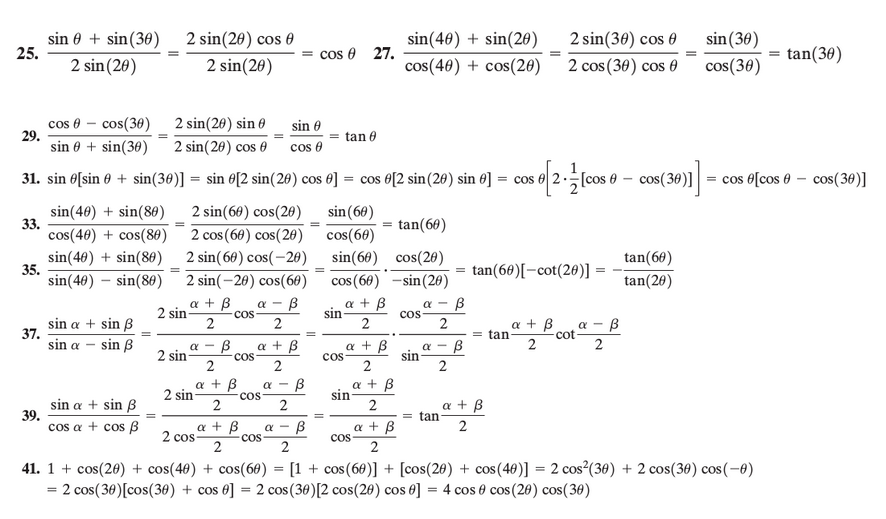 25. (sin θ + sin(3θ))/(2 sin(2θ)) = (2 sin(2θ) cos θ)/(2 sin(2θ)) = cos θ 27. (sin(4θ) + sin(2θ))/(cos(4θ) + cos(2θ)) = (2 sin(3θ) cos θ)/(2 cos(3θ) cos θ) = sin(3θ)/cos(3θ) = tan(3θ)
29. (cos θ − cos(3θ))/(sin θ + sin(3θ)) = (2 sin(2θ) sin θ)/(2 sin(2θ) cos θ) = sin θ/cos θ = tan θ
31. sin θ[sin θ + sin(3θ)] = sin θ[2 sin(2θ) cos θ] = cos θ[2 sin(2θ) sin θ] = cos θ[2 · 1/2[cos θ − cos(3θ)]] = cos θ[cos θ − cos(3θ)]
33. (sin(4θ) + sin(8θ))/(cos(4θ) + cos(8θ)) = (2 sin(6θ) cos(2θ))/(2 cos(6θ) cos(2θ)) = sin(6θ)/cos(6θ) = tan(6θ)
35. (sin(4θ) + sin(8θ))/(sin(4θ) − sin(8θ)) = (2 sin(6θ) cos(−2θ))/(2 sin(−2θ) cos(6θ)) = sin(6θ)/cos(6θ) · cos(2θ)/−sin(2θ) = tan(6θ)[−cot(2θ)] = −tan(6θ)/tan(2θ)
37. (sin α + sin β)/(sin α − sin β) = (2 sin (α + β)/2 cos (α − β)/2)/(2 sin (α − β)/2 cos (α + β)/2) = (sin (α + β)/2)/(cos (α + β)/2) · (cos (α − β)/2)/(sin (α − β)/2) = tan (α + β)/2 cot (α − β)/2
39. (sin α + sin β)/(cos α + cos β) = (2 sin (α + β)/2 cos (α − β)/2)/(2 cos (α + β)/2 cos (α − β)/2) = (sin (α + β)/2)/(cos (α + β)/2) = tan (α + β)/2
41. 1 + cos(2θ) + cos(4θ) + cos(6θ) = [1 + cos(6θ)] + [cos(2θ) + cos(4θ)] = 2 cos²(3θ) + 2 cos(3θ) cos(−θ)
= 2 cos(3θ)[cos(3θ) + cos θ] = 2 cos(3θ)[2 cos(2θ) cos θ] = 4 cos θ cos(2θ) cos(3θ)